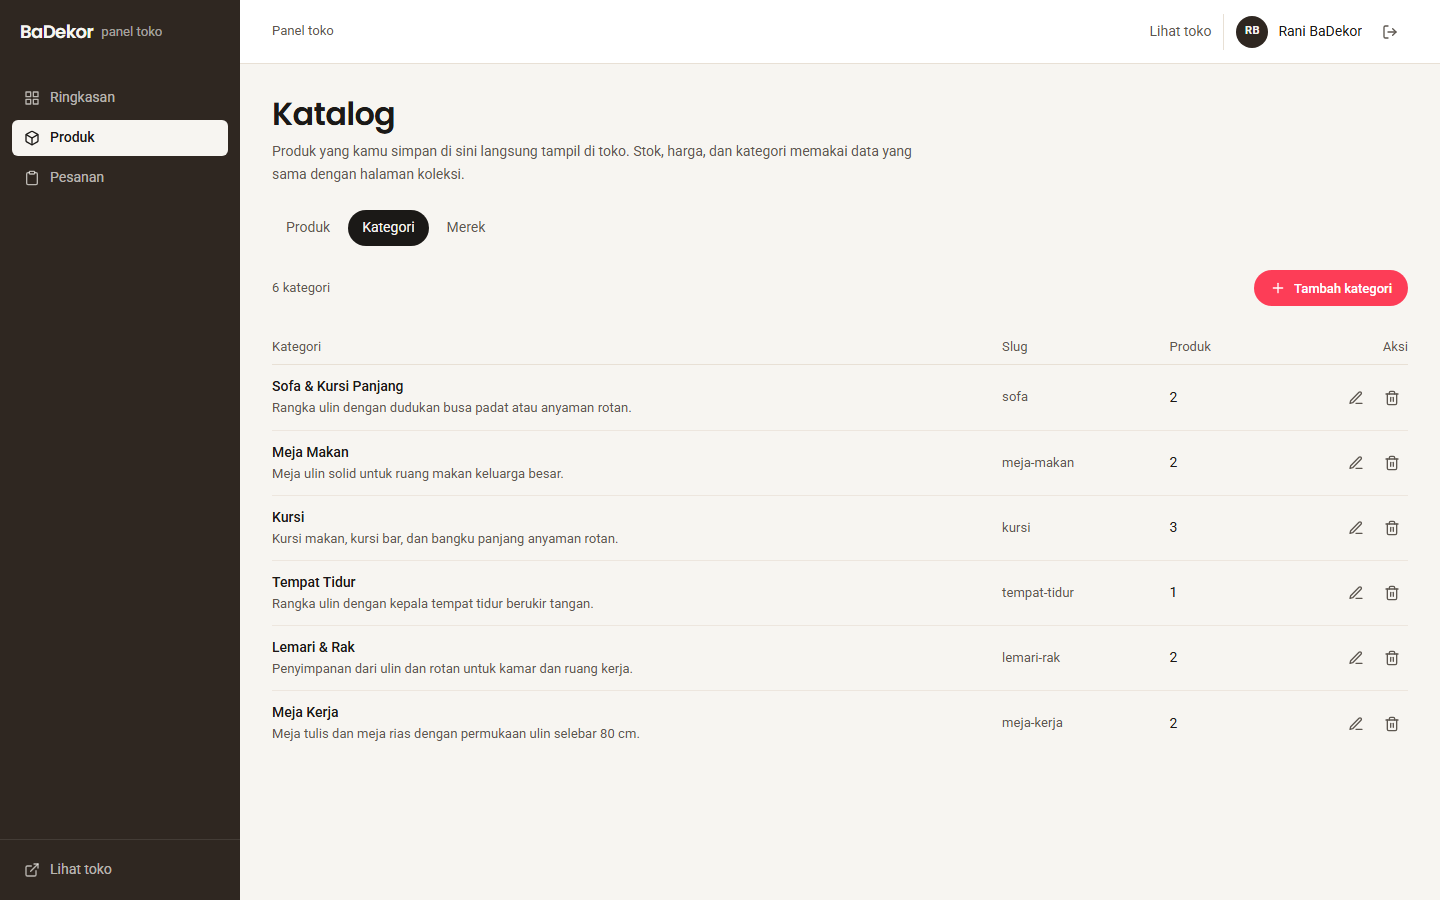 BaDekor panel toko
Ringkasan
Produk
Pesanan
Lihat toko
Panel toko
Lihat toko
RB
Rani BaDekor
Katalog
Produk yang kamu simpan di sini langsung tampil di toko. Stok, harga, dan kategori memakai data yang
sama dengan halaman koleksi.
Produk Kategori Merek
6 kategori
Tambah kategori
Kategori Slug Produk Aksi
Sofa & Kursi Panjang
Rangka ulin dengan dudukan busa padat atau anyaman rotan.
sofa
2
Meja Makan
Meja ulin solid untuk ruang makan keluarga besar.
meja-makan
2
Kursi
Kursi makan, kursi bar, dan bangku panjang anyaman rotan.
kursi
3
Tempat Tidur
Rangka ulin dengan kepala tempat tidur berukir tangan.
tempat-tidur
1
Lemari & Rak
Penyimpanan dari ulin dan rotan untuk kamar dan ruang kerja.
lemari-rak
2
Meja Kerja
Meja tulis dan meja rias dengan permukaan ulin selebar 80 cm.
meja-kerja
2